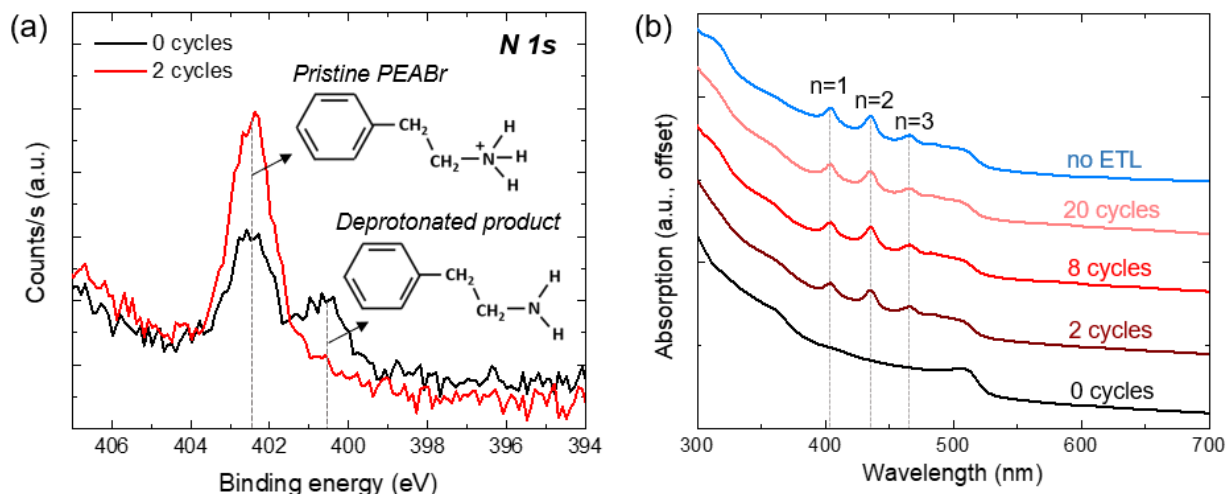 (a)
0 cycles
2 cycles
N 1s
Pristine PEABr
CH2
CH2
N
+
H
H
H
Deprotonated product
CH2
CH2
N
H
H
Counts/s (a.u.)
406 404 402 400 398 396 394
Binding energy (eV)
(b)
n=1
n=2
n=3
no ETL
20 cycles
8 cycles
2 cycles
0 cycles
Absorption (a.u., offset)
300 400 500 600 700
Wavelength (nm)